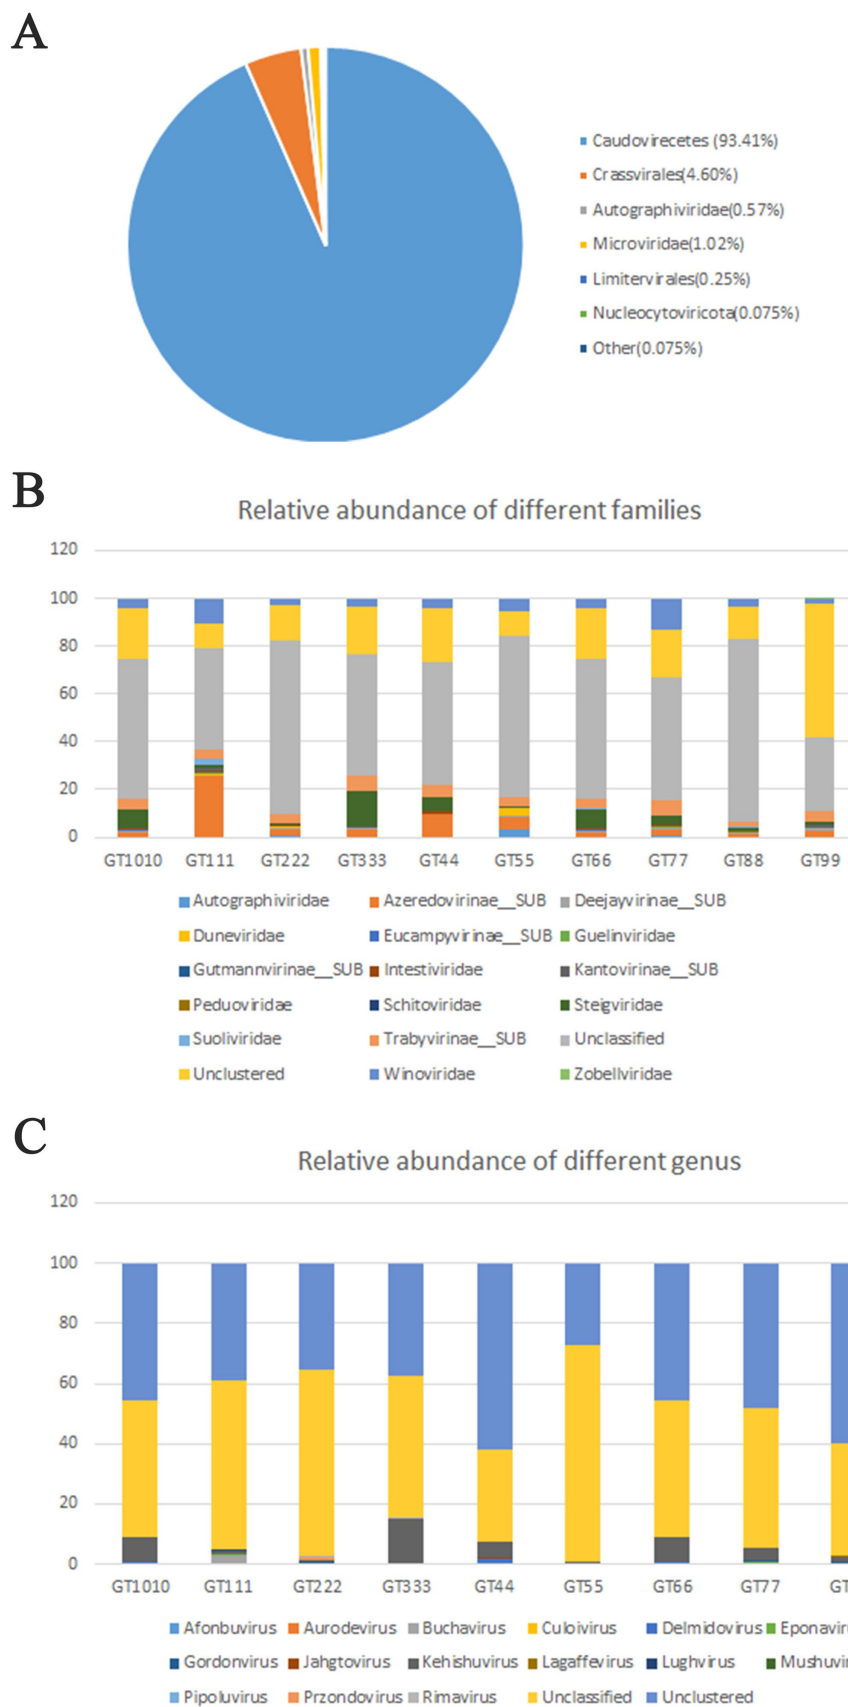 A
Caudovirecetes (93.41%)
Crassvirales(4.60%)
Autographiviridae(0.57%)
Microviridae(1.02%)
Limitervirales(0.25%)
Nucleocytoviricota(0.075%)
Other(0.075%)
B
Relative abundance of different families
120
100
80
60
40
20
0
GT1010 GT111 GT222 GT333 GT44 GT55 GT66 GT77 GT88 GT99
Autographiviridae Azeredovirinae__SUB Deejayvirinae__SUB
Duneviridae Eucampyvirinae__SUB Guelinviridae
Gutmannvirinae__SUB Intestiviridae Kantovirinae__SUB
Peduoviridae Schitoviridae Steigviridae
Suoliviridae Trabyvirinae__SUB Unclassified
Unclustered Winoviridae Zobellviridae
C
Relative abundance of different genus
120
100
80
60
40
20
0
GT1010 GT111 GT222 GT333 GT44 GT55 GT66 GT77 GT
Afonbuvirus Aurodevirus Buchavirus Culoivirus Delmidovirus Eponaviru
Gordonvirus Jahgtovirus Kehishuvirus Lagaffevirus Lughvirus Mushuvir
Pipoluvirus Przondovirus Rimavirus Unclassified Unclustered